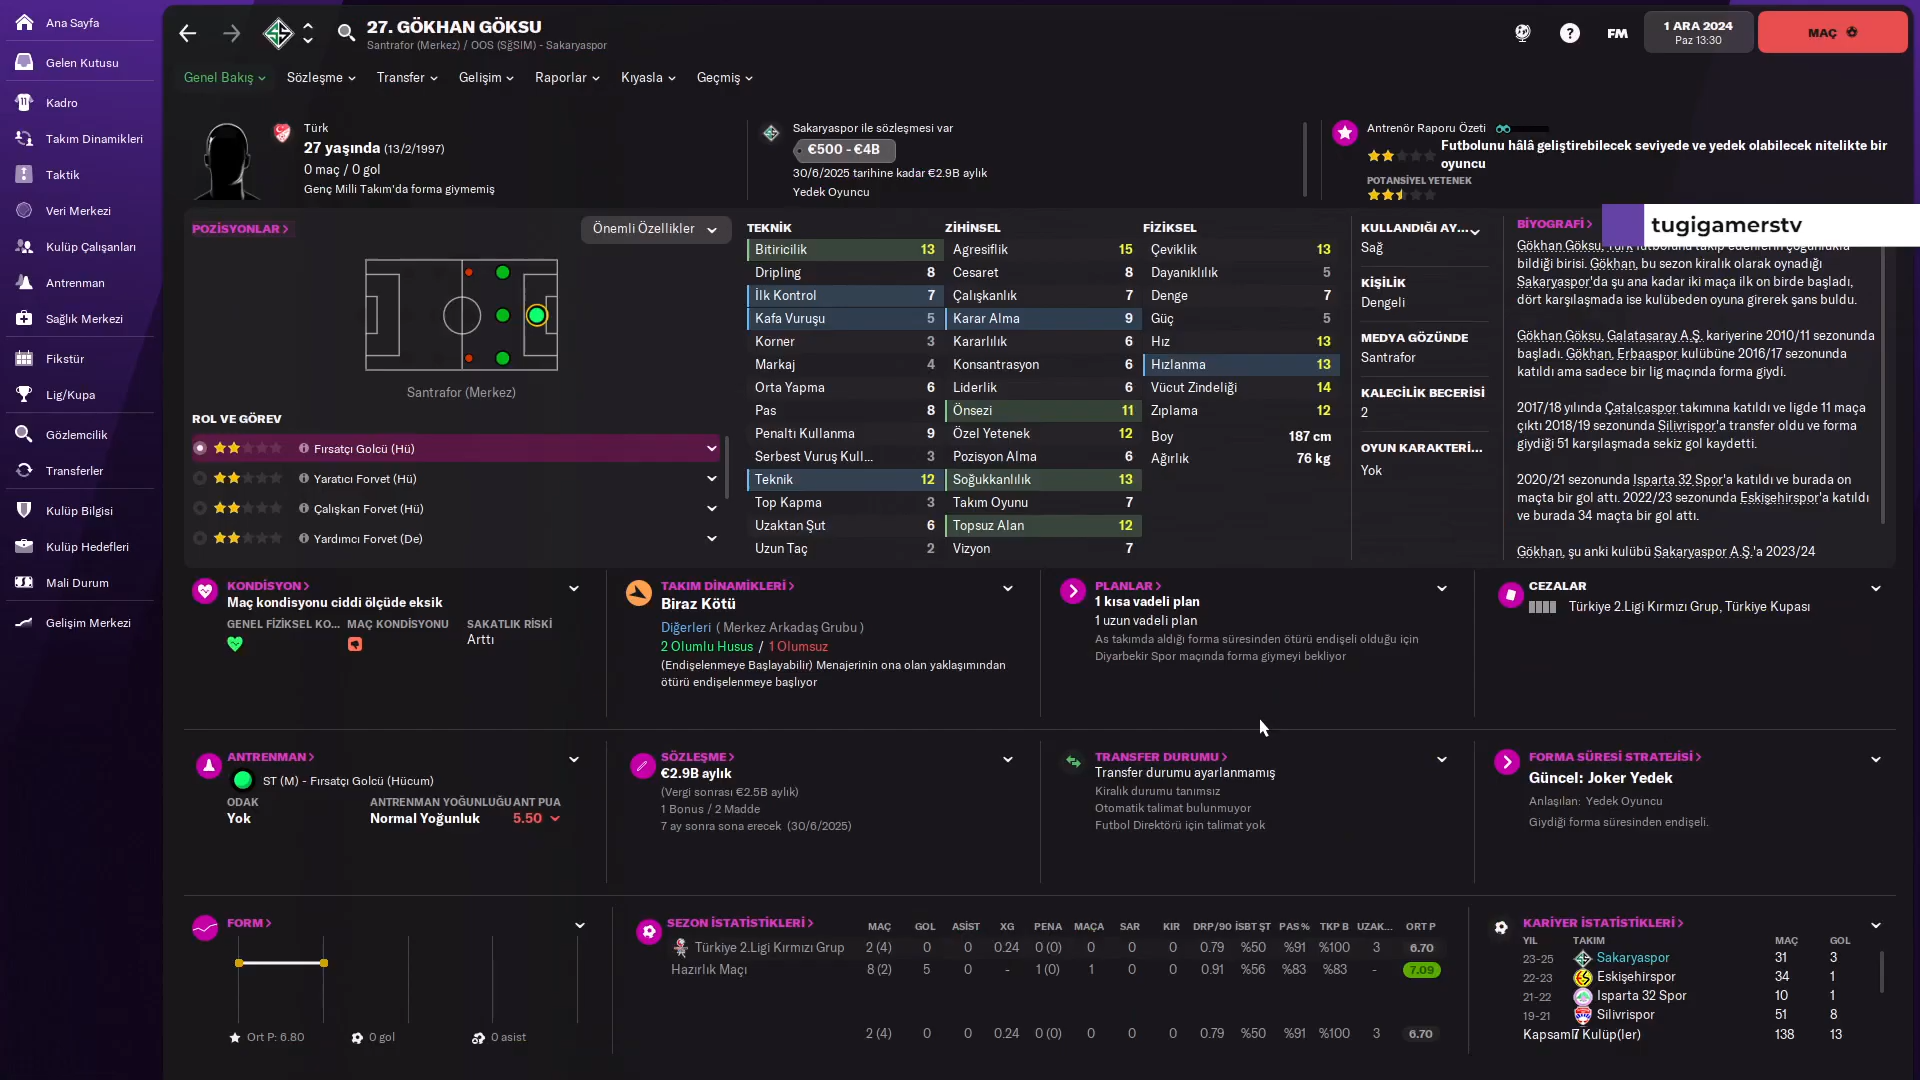 Ana Sayfa
Gelen Kutusu
Kadro
Takım Dinamikleri
Taktik
Veri Merkezi
Kulüp Çalışanları
Antrenman
Sağlık Merkezi
Fikstür
Lig/Kupa
Gözlemcilik
Transferler
Kulüp Bilgisi
Kulüp Hedefleri
Mali Durum
Gelişim Merkezi
27. GÖKHAN GÖKSU
Santrafor (Merkez) / OOS (SğSlM) - Sakaryaspor
FM
1 ARA 2024
Paz 13:30
MAÇ
Genel Bakış
Sözleşme
Transfer
Gelişim
Raporlar
Kıyasla
Geçmiş
Türk
27 yaşında (13/2/1997)
0 maç / 0 gol
Genç Milli Takım'da forma giymemiş
Sakaryaspor ile sözleşmesi var
€500 - €4B
30/6/2025 tarihine kadar €2.9B aylık
Yedek Oyuncu
Antrenör Raporu Özeti
Futbolunu hâlâ geliştirebilecek seviyede ve yedek olabilecek nitelikte bir
oyuncu
POTANSİYEL YETENEK
tugigamerstv
POZİSYONLAR
Önemli Özellikler
Santrafor (Merkez)
ROL VE GÖREV
Fırsatçı Golcü (Hü)
Yaratıcı Forvet (Hü)
Çalışkan Forvet (Hü)
Yardımcı Forvet (De)
TEKNİK
Bitiricilik 13
Dripling 8
İlk Kontrol 7
Kafa Vuruşu 5
Korner 3
Markaj 4
Orta Yapma 6
Pas 8
Penaltı Kullanma 9
Serbest Vuruş Kull... 3
Teknik 12
Top Kapma 3
Uzaktan Şut 6
Uzun Taç 2
ZİHİNSEL
Agresiflik 15
Cesaret 8
Çalışkanlık 7
Karar Alma 9
Kararlılık 6
Konsantrasyon 6
Liderlik 6
Önsezi 11
Özel Yetenek 12
Pozisyon Alma 6
Soğukkanlılık 13
Takım Oyunu 7
Topsuz Alan 12
Vizyon 7
FİZİKSEL
Çeviklik 13
Dayanıklılık 5
Denge 7
Güç 5
Hız 13
Hızlanma 13
Vücut Zindeliği 14
Zıplama 12
Boy 187 cm
Ağırlık 76 kg
KULLANDIĞI AY...
Sağ
KİŞİLİK
Dengeli
MEDYA GÖZÜNDE
Santrafor
KALECİLİK BECERİSİ
2
OYUN KARAKTERİ...
Yok
BİYOGRAFİ
Gökhan Göksu, Türk futbolunu takip edenlerin çoğunlukla
bildiği birisi. Gökhan, bu sezon kiralık olarak oynadığı
Sakaryaspor'da şu ana kadar iki maça ilk on birde başladı,
dört karşılaşmada ise kulübeden oyuna girerek şans buldu.
Gökhan Göksu, Galatasaray A.Ş. kariyerine 2010/11 sezonunda
başladı. Gökhan, Erbaaspor kulübüne 2016/17 sezonunda
katıldı ama sadece bir lig maçında forma giydi.
2017/18 yılında Çatalcaspor takımına katıldı ve ligde 11 maça
çıktı 2018/19 sezonunda Silivrispor'a transfer oldu ve forma
giydiği 51 karşılaşmada sekiz gol kaydetti.
2020/21 sezonunda Isparta 32 Spor'a katıldı ve burada on
maçta bir gol attı. 2022/23 sezonunda Eskişehirspor'a katıldı
ve burada 34 maçta bir gol attı.
Gökhan, şu anki kulübü Sakaryaspor A.Ş.'a 2023/24
KONDİSYON
Maç kondisyonu ciddi ölçüde eksik
GENEL FİZİKSEL KO... MAÇ KONDİSYONU SAKATLIK RİSKİ
Arttı
TAKIM DİNAMİKLERİ
Biraz Kötü
Diğerleri ( Merkez Arkadaş Grubu )
2 Olumlu Husus / 1 Olumsuz
(Endişelenmeye Başlayabilir) Menajerinin ona olan yaklaşımından
ötürü endişelenmeye başlıyor
PLANLAR
1 kısa vadeli plan
1 uzun vadeli plan
As takımda aldığı forma süresinden ötürü endişeli olduğu için
Diyarbekir Spor maçında forma giymeyi bekliyor
CEZALAR
Türkiye 2.Ligi Kırmızı Grup, Türkiye Kupası
ANTRENMAN
ST (M) - Fırsatçı Golcü (Hücum)
ODAK ANTRENMAN YOĞUNLUĞU ANT PUA
Yok Normal Yoğunluk 5.50
SÖZLEŞME
€2.9B aylık
(Vergi sonrası €2.5B aylık)
1 Bonus / 2 Madde
7 ay sonra sona erecek (30/6/2025)
TRANSFER DURUMU
Transfer durumu ayarlanmamış
Kiralık durumu tanımsız
Otomatik talimat bulunmuyor
Futbol Direktörü için talimat yok
FORMA SÜRESİ STRATEJİSİ
Güncel: Joker Yedek
Anlaşılan: Yedek Oyuncu
Giydiği forma süresinden endişeli.
FORM
Ort P: 6.80
0 gol
0 asist
SEZON İSTATİSTİKLERİ MAÇ GOL ASİST XG PENA MAÇA SAR KIR DRP/90 İSBT ŞT PAS % TKP B UZAK... ORT P
Türkiye 2.Ligi Kırmızı Grup 2 (4) 0 0 0.24 0 (0) 0 0 0 0.79 %50 %91 %100 3 6.70
Hazırlık Maçı 8 (2) 5 0 - 1 (0) 1 0 0 0.91 %56 %83 %83 - 7.09
2 (4) 0 0 0.24 0 (0) 0 0 0 0.79 %50 %91 %100 3 6.70
KARİYER İSTATİSTİKLERİ
YIL TAKIM MAÇ GOL
23-25 Sakaryaspor 31 3
22-23 Eskişehirspor 34 1
21-22 Isparta 32 Spor 10 1
19-21 Silivrispor 51 8
Kapsamlı 7 Kulüp(ler) 138 13